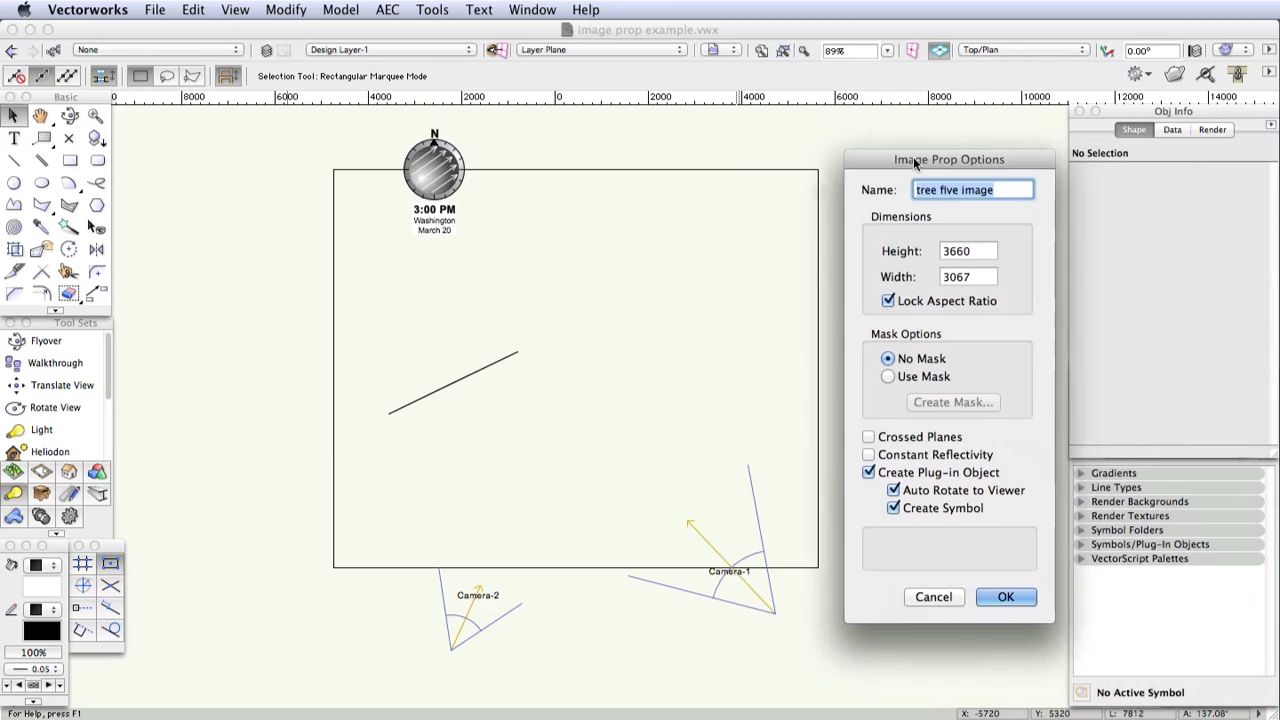 Vectorworks File Edit View Modify Model AEC Tools Text Window Help
image prop example.vwx
None
Design Layer-1
Layer Plane
89%
Top/Plan
0.00°
Selection Tool: Rectangular Marquee Mode
Basic
0 8000 6000 4000 2000 0 2000 4000 6000 8000 10000 12000 14000
Obj Info
Shape Data Render
No Selection
N
3:00 PM
Washington
March 20
Image Prop Options
Name: tree five image
Dimensions
Height: 3660
Width: 3067
Lock Aspect Ratio
Mask Options
No Mask
Use Mask
Create Mask...
Crossed Planes
Constant Reflectivity
Create Plug-in Object
Auto Rotate to Viewer
Create Symbol
Cancel OK
Tool Sets
Flyover
Walkthrough
Translate View
Rotate View
Light
Heliodon
Camera-1
Camera-2
100%
0.05
Gradients
Line Types
Render Backgrounds
Render Textures
Symbol Folders
Symbols/Plug-In Objects
VectorScript Palettes
No Active Symbol
For Help, press F1
X: -5720 Y: 5320 L: 7812 A: 137.08°